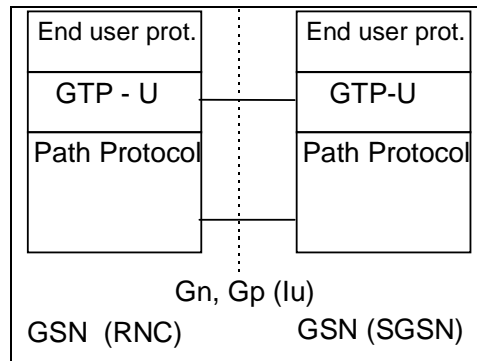 End user prot.
End user prot.
GTP - U
GTP-U
Path Protocol
Path Protocol
Gn, Gp (Iu)
GSN (RNC)
GSN (SGSN)